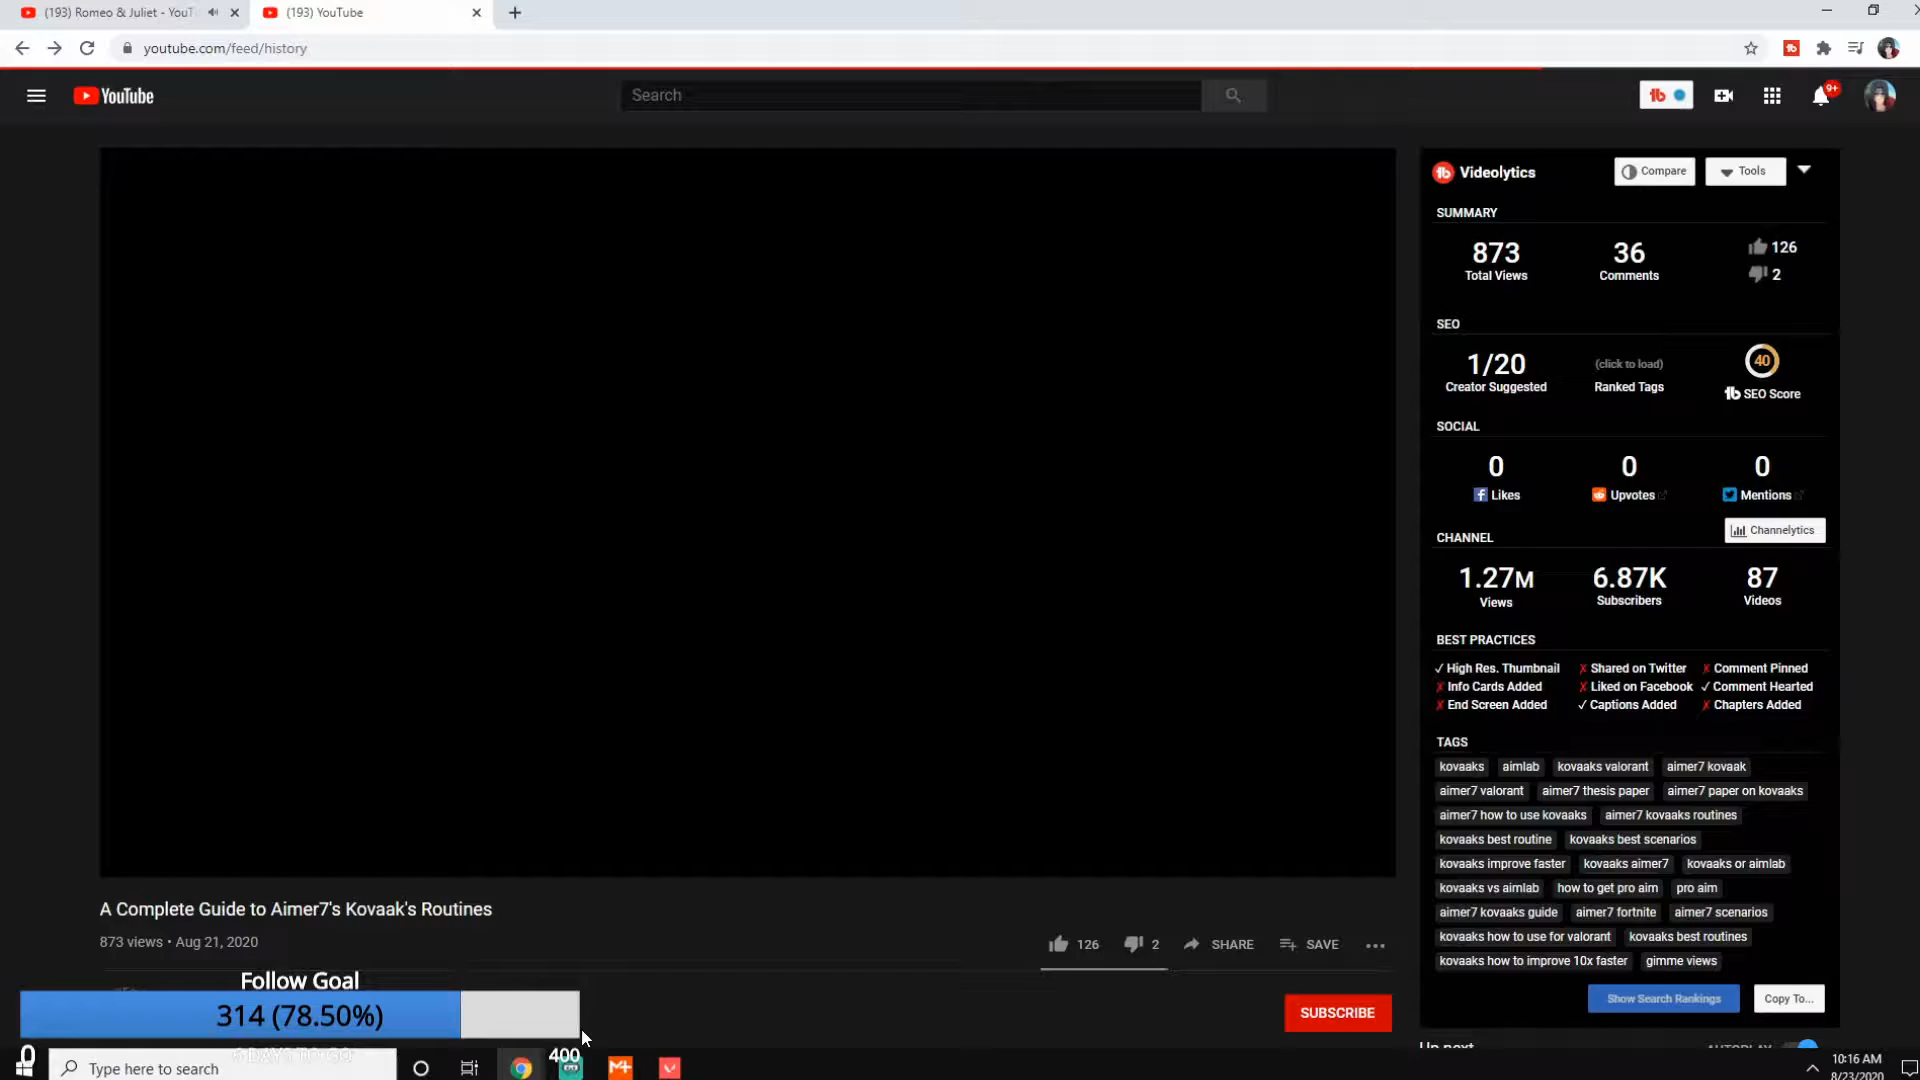 (193) Romeo & Juliet - YouT
(193) YouTube
youtube.com/feed/history
YouTube
Search
9+
Videolytics
Compare
Tools
SUMMARY
873
Total Views
36
Comments
126
2
SEO
1/20
Creator Suggested
(click to load)
Ranked Tags
40
SEO Score
SOCIAL
0
Likes
0
Upvotes
0
Mentions
CHANNEL
Channelytics
1.27M
Views
6.87K
Subscribers
87
Videos
BEST PRACTICES
✓ High Res. Thumbnail ✗ Shared on Twitter ✗ Comment Pinned
✗ Info Cards Added ✗ Liked on Facebook ✓ Comment Hearted
✗ End Screen Added ✓ Captions Added ✗ Chapters Added
TAGS
kovaaks aimlab kovaaks valorant aimer7 kovaak
aimer7 valorant aimer7 thesis paper aimer7 paper on kovaaks
aimer7 how to use kovaaks aimer7 kovaaks routines
kovaaks best routine kovaaks best scenarios
kovaaks improve faster kovaaks aimer7 kovaaks or aimlab
kovaaks vs aimlab how to get pro aim pro aim
aimer7 kovaaks guide aimer7 fortnite aimer7 scenarios
kovaaks how to use for valorant kovaaks best routines
kovaaks how to improve 10x faster gimme views
Show Search Rankings Copy To...
A Complete Guide to Aimer7's Kovaak's Routines
873 views • Aug 21, 2020
126 2 SHARE SAVE
Follow Goal
314 (78.50%)
SUBSCRIBE
0
400
Up next
AUTOPLAY
Type here to search
10:16 AM
8/23/2020